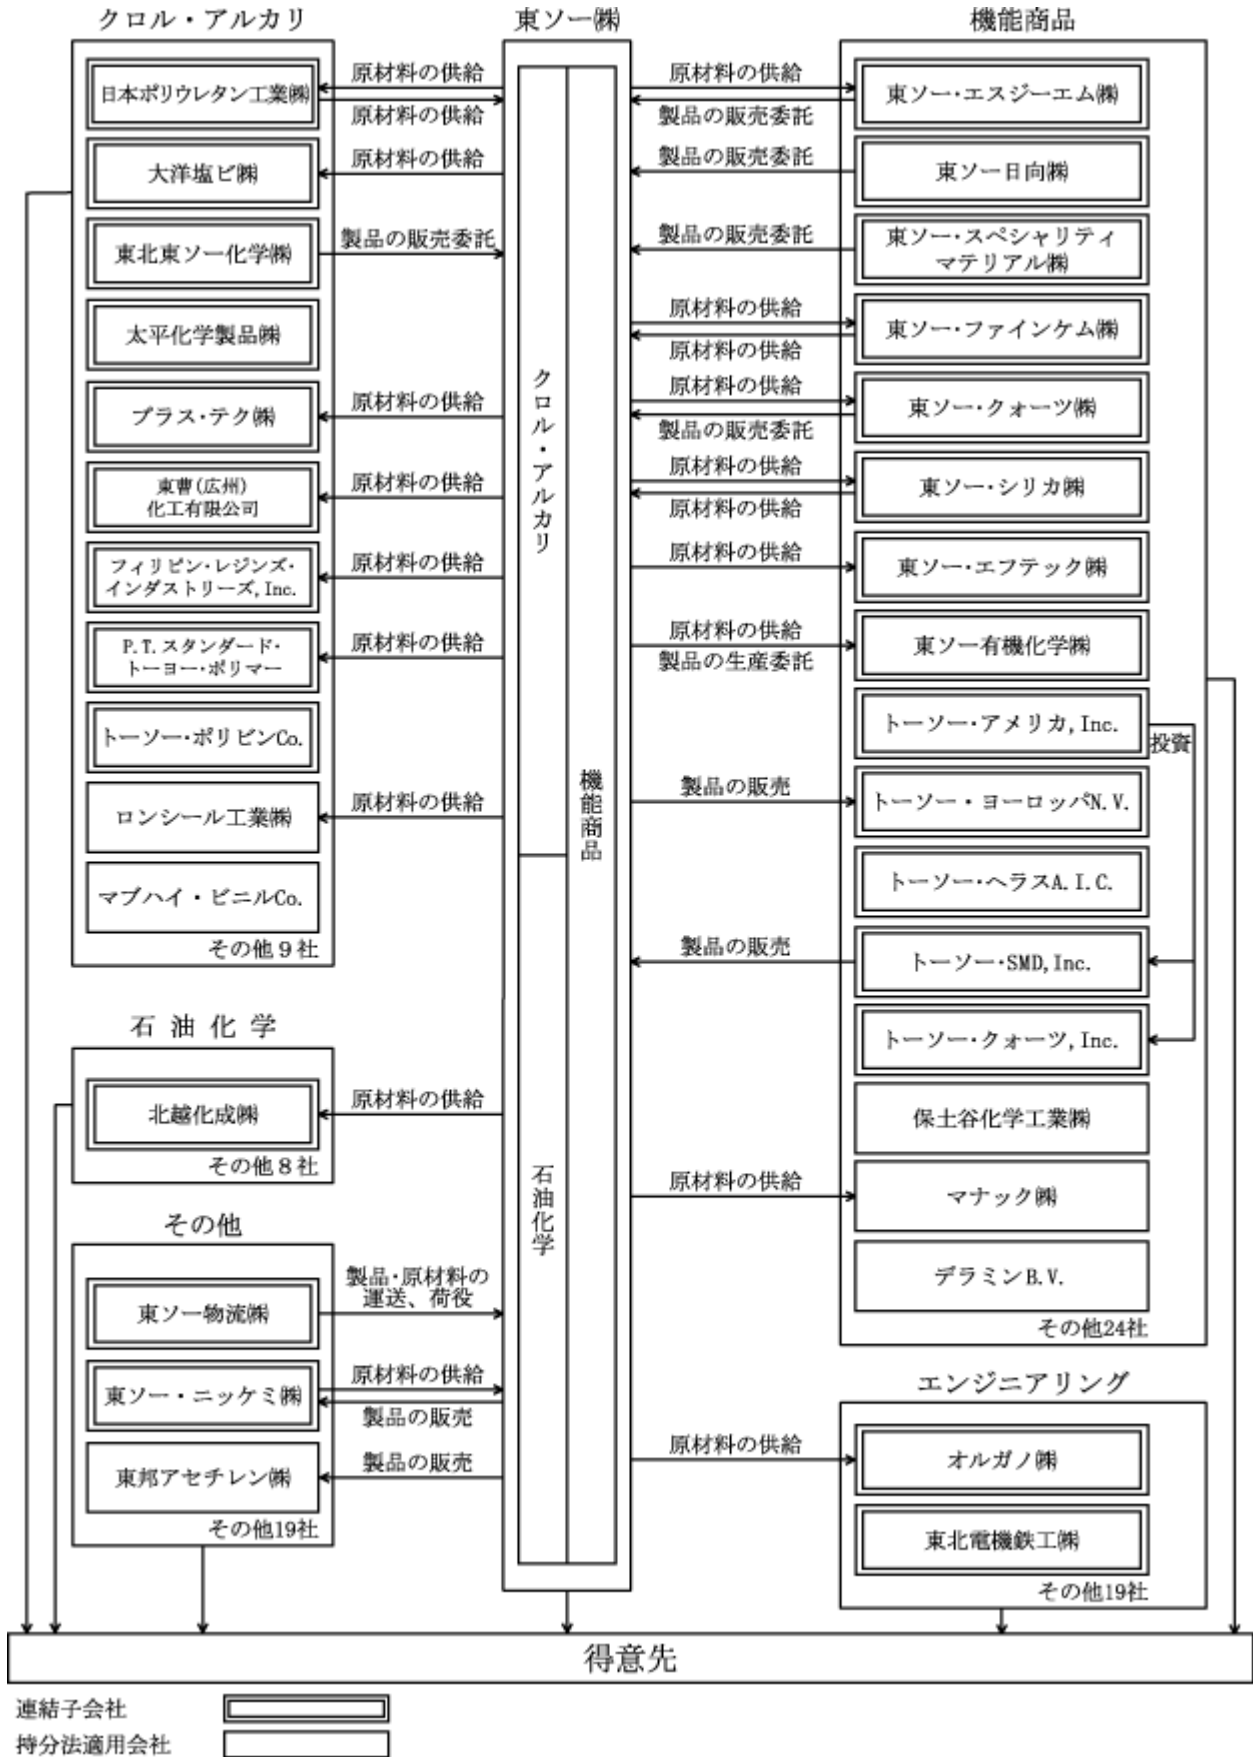 クロル・アルカリ
日本ポリウレタン工業㈱
原材料の供給
原材料の供給
大洋塩ビ㈱
原材料の供給
東北東ソー化学㈱
製品の販売委託
太平化学製品㈱
プラス・テク㈱
原材料の供給
東曹(広州)
化工有限公司
原材料の供給
フィリピン・レジンズ・
インダストリーズ,Inc.
原材料の供給
P.T.スタンダード・
トーヨー・ポリマー
原材料の供給
トーソー・ポリビンCo.
ロンシール工業㈱
原材料の供給
マブハイ・ビニルCo.
その他9社
石油化学
北越化成㈱
原材料の供給
その他8社
その他
東ソー物流㈱
製品・原材料の
運送、荷役
東ソー・ニッケミ㈱
原材料の供給
製品の販売
東邦アセチレン㈱
製品の販売
その他19社
東ソー㈱
クロル・アルカリ
石油化学
機能商品
機能商品
原材料の供給
製品の販売委託
東ソー・エスジーエム㈱
製品の販売委託
東ソー日向㈱
製品の販売委託
東ソー・スペシャリティ
マテリアル㈱
原材料の供給
原材料の供給
東ソー・ファインケム㈱
原材料の供給
製品の販売委託
東ソー・クォーツ㈱
原材料の供給
原材料の供給
東ソー・シリカ㈱
原材料の供給
東ソー・エフテック㈱
原材料の供給
製品の生産委託
東ソー有機化学㈱
トーソー・アメリカ,Inc.
投資
製品の販売
トーソー・ヨーロッパN.V.
トーソー・ヘラスA.I.C.
製品の販売
トーソー・SMD,Inc.
トーソー・クォーツ,Inc.
保土谷化学工業㈱
原材料の供給
マナック㈱
デラミンB.V.
その他24社
エンジニアリング
原材料の供給
オルガノ㈱
東北電機鉄工㈱
その他19社
得意先
連結子会社
持分法適用会社